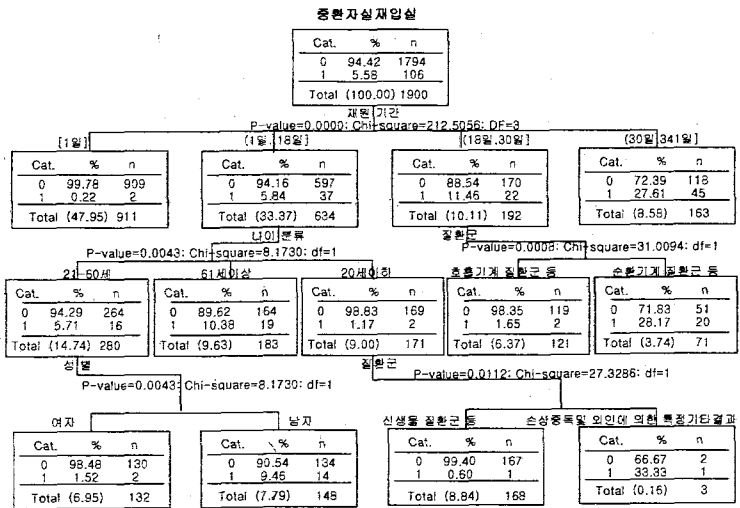 중환자실재입실
Cat. % n
0 94.42 1794
1 5.58 106
Total (100.00) 1900
재원기간
P-value=0.0000; Chi-square=212.5056; DF=3
[1일]
Cat. % n
0 99.78 909
1 0.22 2
Total (47.95) 911
(1일,18일]
Cat. % n
0 94.16 597
1 5.84 37
Total (33.37) 634
(18일,30일]
Cat. % n
0 88.54 170
1 11.46 22
Total (10.11) 192
(30일,341일]
Cat. % n
0 72.39 118
1 27.61 45
Total (8.58) 163
나이분류
P-value=0.0043; Chi-square=8.1730; df=1
질환군
P-value=0.0008; Chi-square=31.0094; df=1
21-60세
Cat. % n
0 94.29 264
1 5.71 16
Total (14.74) 280
61세이상
Cat. % n
0 89.62 164
1 10.38 19
Total (9.63) 183
20세이하
Cat. % n
0 98.83 169
1 1.17 2
Total (9.00) 171
호흡기계 질환군 등
Cat. % n
0 98.35 119
1 1.65 2
Total (6.37) 121
순환기계 질환군 등
Cat. % n
0 71.83 51
1 28.17 20
Total (3.74) 71
성별
P-value=0.0043; Chi-square=8.1730; df=1
질환군
P-value=0.0112; Chi-square=27.3286; df=1
여자
Cat. % n
0 98.48 130
1 1.52 2
Total (6.95) 132
남자
Cat. % n
0 90.54 134
1 9.46 14
Total (7.79) 148
신생물 질환군 등
Cat. % n
0 99.40 167
1 0.60 1
Total (8.84) 168
손상중독및 외인에 의한 특정기타결과
Cat. % n
0 66.67 2
1 33.33 1
Total (0.16) 3